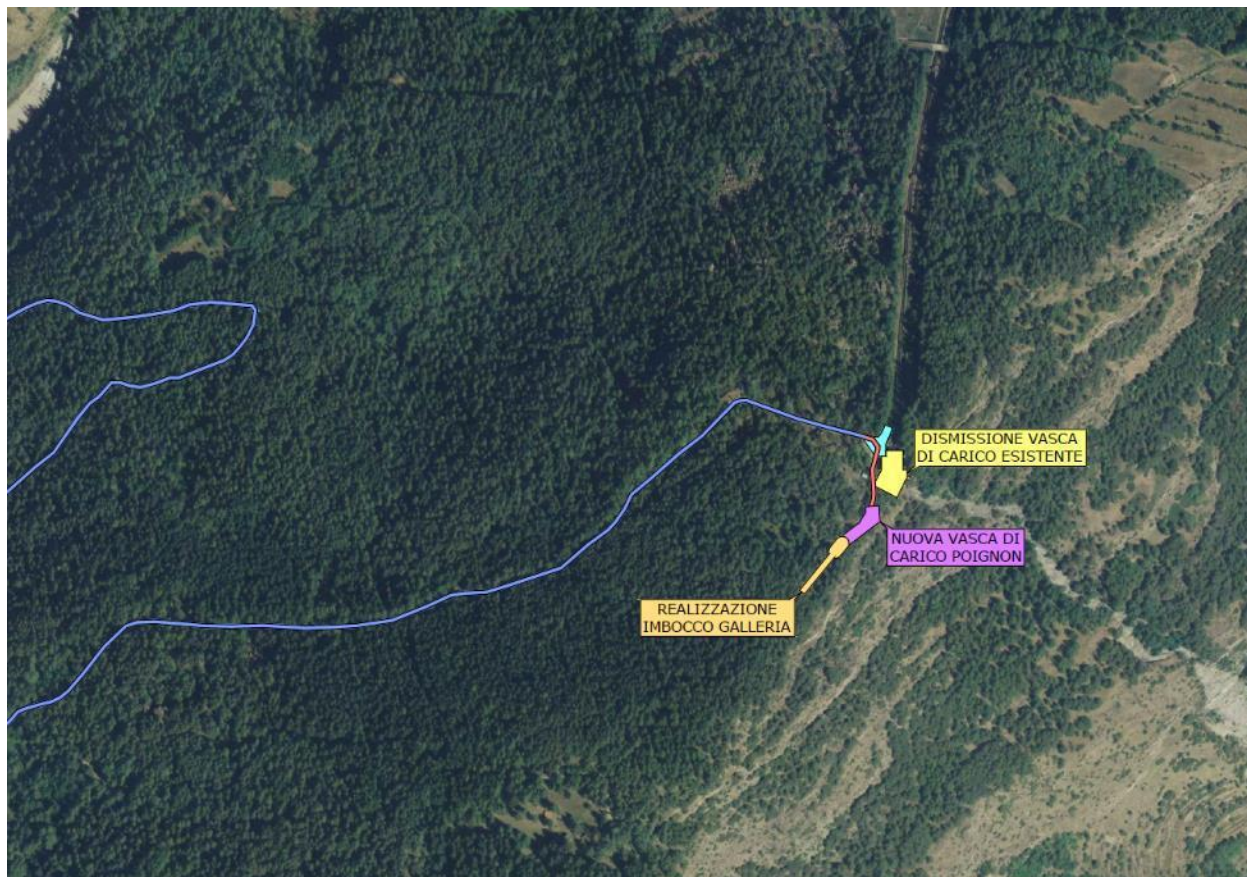 DISMISSIONE VASCA
DI CARICO ESISTENTE
NUOVA VASCA DI
CARICO POIGNON
REALIZZAZIONE
IMBOCCO GALLERIA